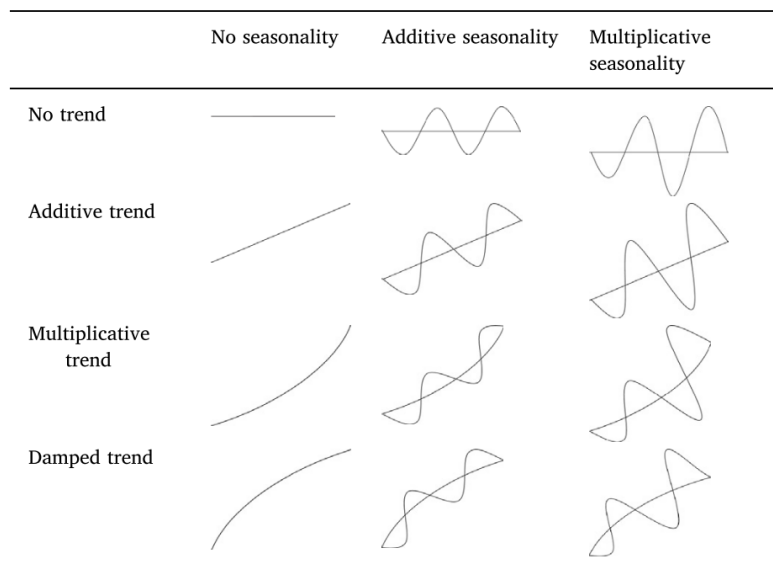 No seasonality Additive seasonality Multiplicative
seasonality
No trend
Additive trend
Multiplicative
trend
Damped trend